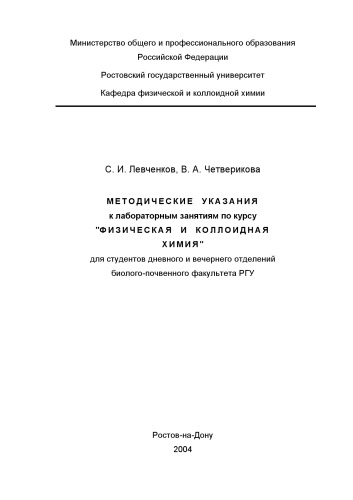 Министерство общего и профессионального образования
Российской Федерации
Ростовский государственный университет
Кафедра физической и коллоидной химии
С. И. Левченков, В. А. Четверикова
МЕТОДИЧЕСКИЕ УКАЗАНИЯ
к лабораторным занятиям по курсу
"ФИЗИЧЕСКАЯ И КОЛЛОИДНАЯ
ХИМИЯ"
для студентов дневного и вечернего отделений
биолого-почвенного факультета РГУ
Ростов-на-Дону
2004